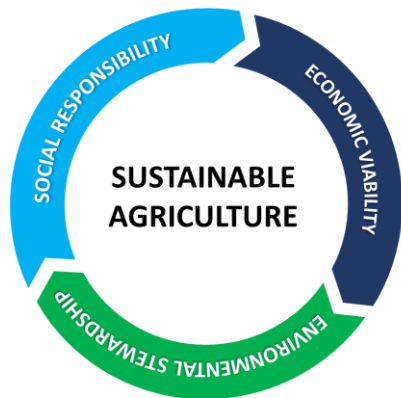 SOCIAL RESPONSIBILITY
ECONOMIC VIABILITY
SUSTAINABLE
AGRICULTURE
ENVIRONMENTAL STEWARDSHIP